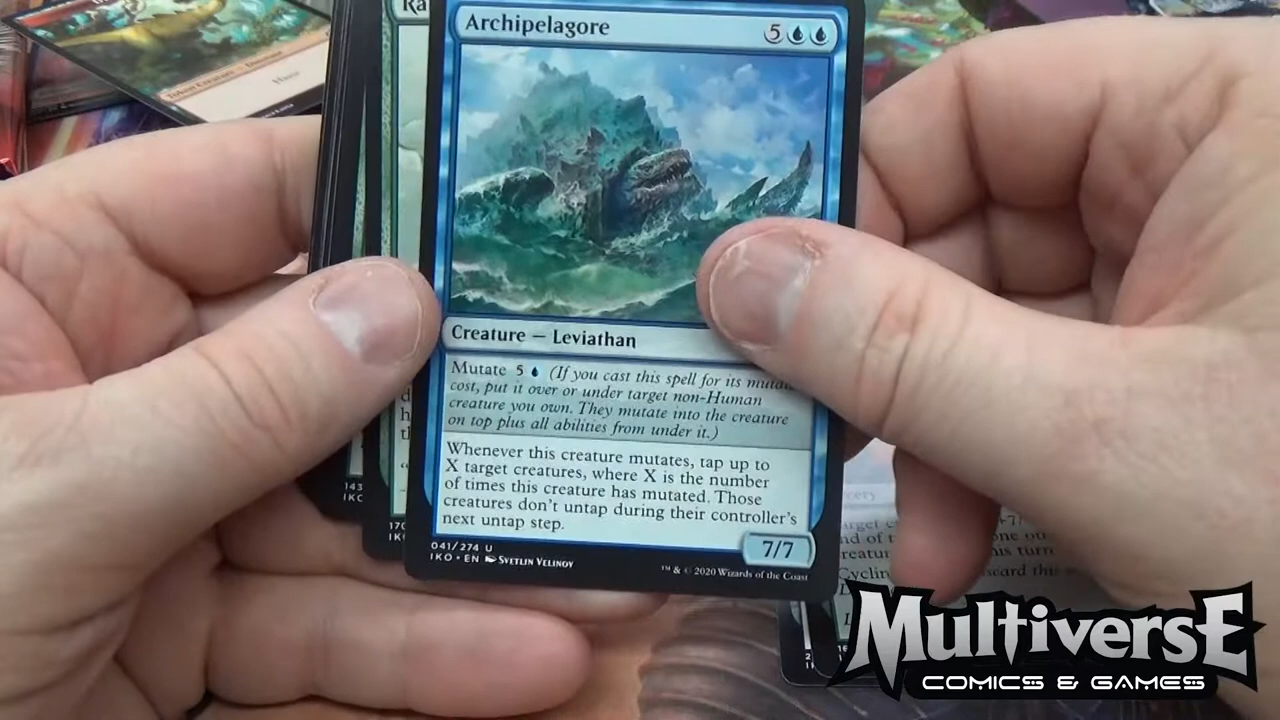 Ra
Archipelagore
5
Creature — Leviathan
Mutate 5 (If you cast this spell for its mutate
cost, put it over or under target non-Human
creature you own. They mutate into the creature
on top plus all abilities from under it.)
Whenever this creature mutates, tap up to
X target creatures, where X is the number
of times this creature has mutated. Those
creatures don't untap during their controller's
next untap step.
7/7
041/274 U
IKO • EN Svetlin Velinov
™ & © 2020 Wizards of the Coast
143
170
Multiverse
Comics & Games